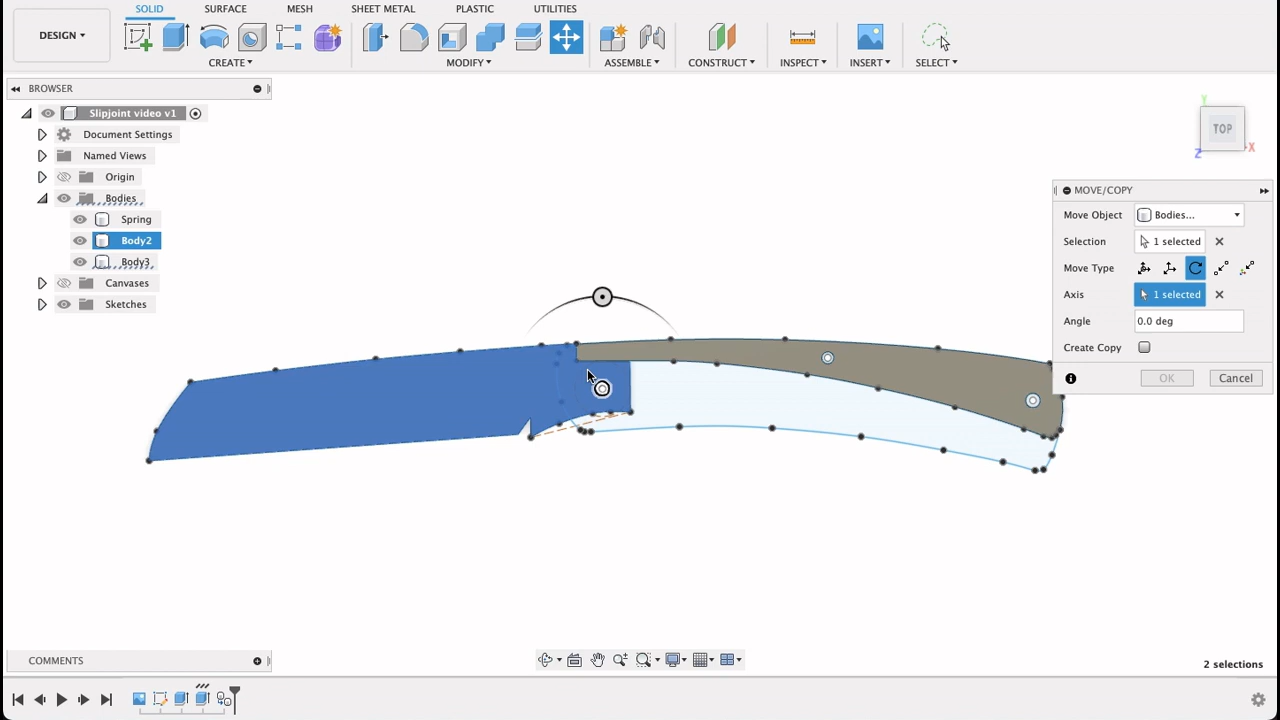 SOLID SURFACE MESH SHEET METAL PLASTIC UTILITIES
DESIGN
CREATE MODIFY ASSEMBLE CONSTRUCT INSPECT INSERT SELECT
BROWSER
Slipjoint video v1
Document Settings
Named Views
Origin
Bodies
Spring
Body2
Body3
Canvases
Sketches
Y
TOP
X
Z
MOVE/COPY
Move Object Bodies...
Selection 1 selected
Move Type
Axis 1 selected
Angle 0.0 deg
Create Copy
OK Cancel
COMMENTS
2 selections